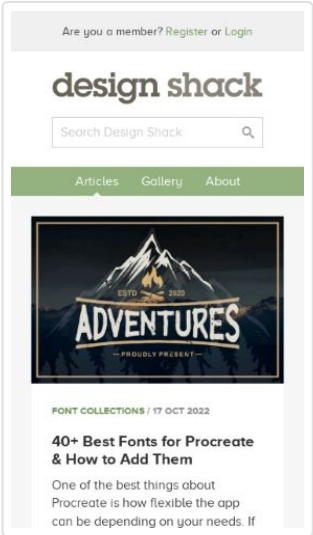 Are you a member? Register or Login
design shack
Search Design Shack
Articles Gallery About
ESTD 2020
ADVENTURES
—PROUDLY PRESENT—
FONT COLLECTIONS / 17 OCT 2022
40+ Best Fonts for Procreate
& How to Add Them
One of the best things about
Procreate is how flexible the app
can be depending on your needs. If